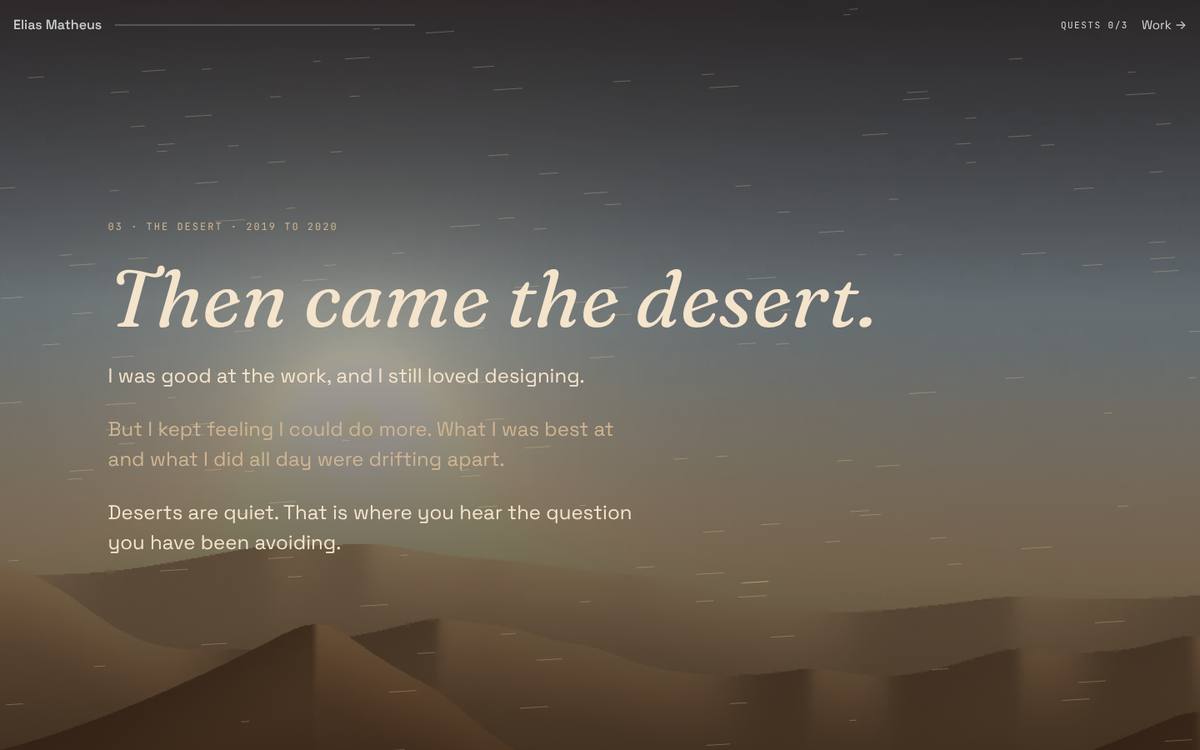 Elias Matheus
QUESTS 0/3
Work →
03 · THE DESERT · 2019 TO 2020
Then came the desert.
I was good at the work, and I still loved designing.
But I kept feeling I could do more. What I was best at
and what I did all day were drifting apart.
Deserts are quiet. That is where you hear the question
you have been avoiding.